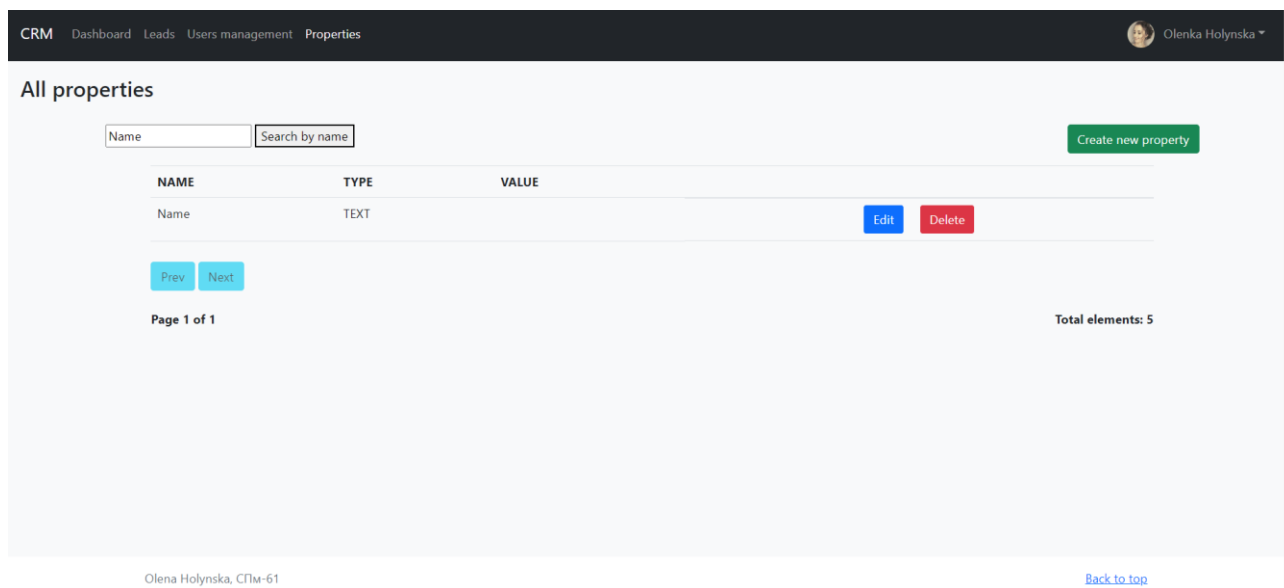 CRM Dashboard Leads Users management Properties Olenka Holynska
All properties
Name Search by name Create new property
NAME TYPE VALUE
Name TEXT Edit Delete
Prev Next
Page 1 of 1 Total elements: 5
Olena Holynska, СПм-61 Back to top